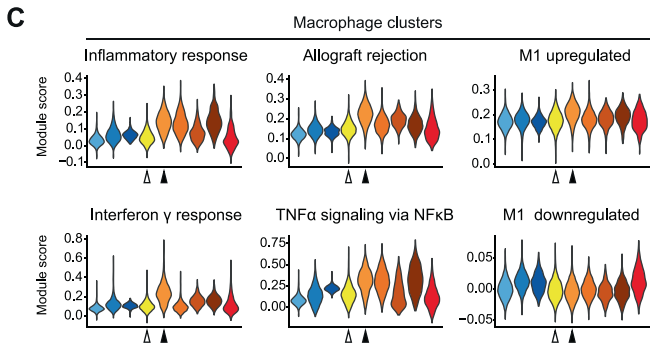 C
Macrophage clusters
Inflammatory response
Allograft rejection
M1 upregulated
Module score
0.4
0.3
0.2
0.1
0.0
−0.1
0.4
0.3
0.2
0.1
0.0
0.3
0.2
0.1
0.0
Interferon γ response
TNFα signaling via NFκB
M1 downregulated
Module score
0.8
0.6
0.4
0.2
0.0
0.75
0.50
0.25
0.00
0.05
0.00
−0.05